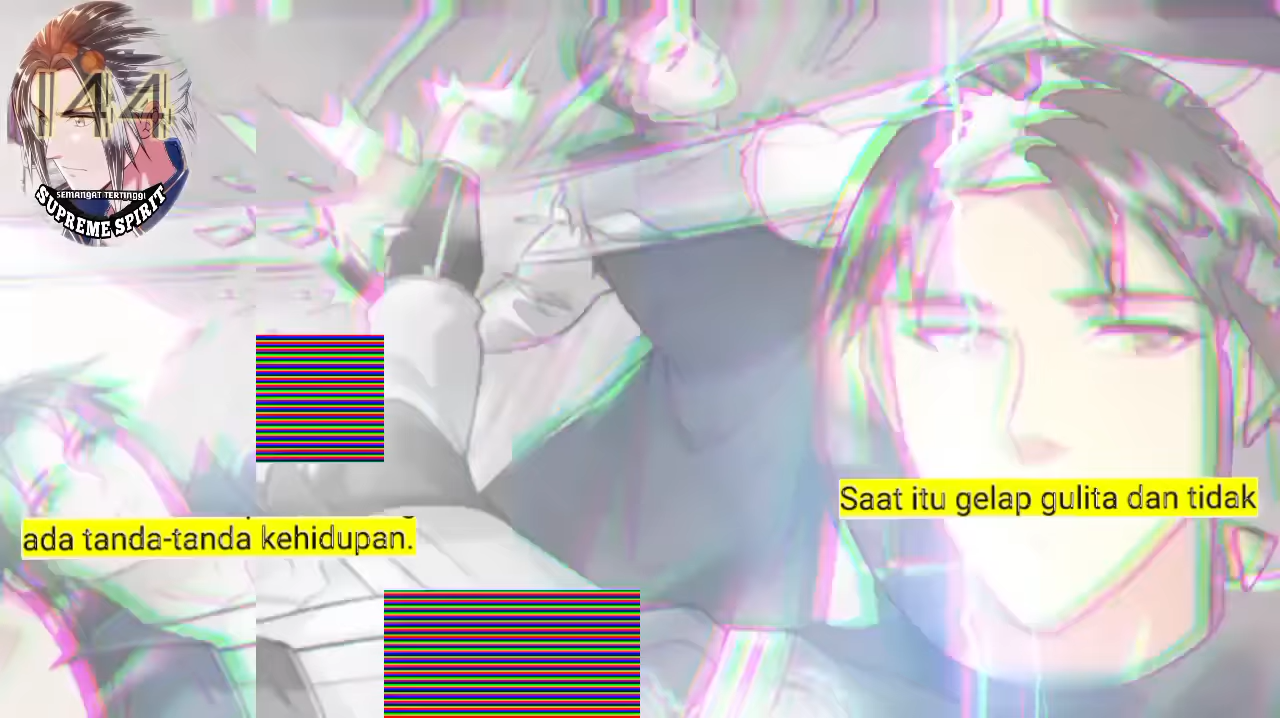 144
SEMANGAT TERTINGGI
SUPREME SPIRIT
Saat itu gelap gulita dan tidak
ada tanda-tanda kehidupan.